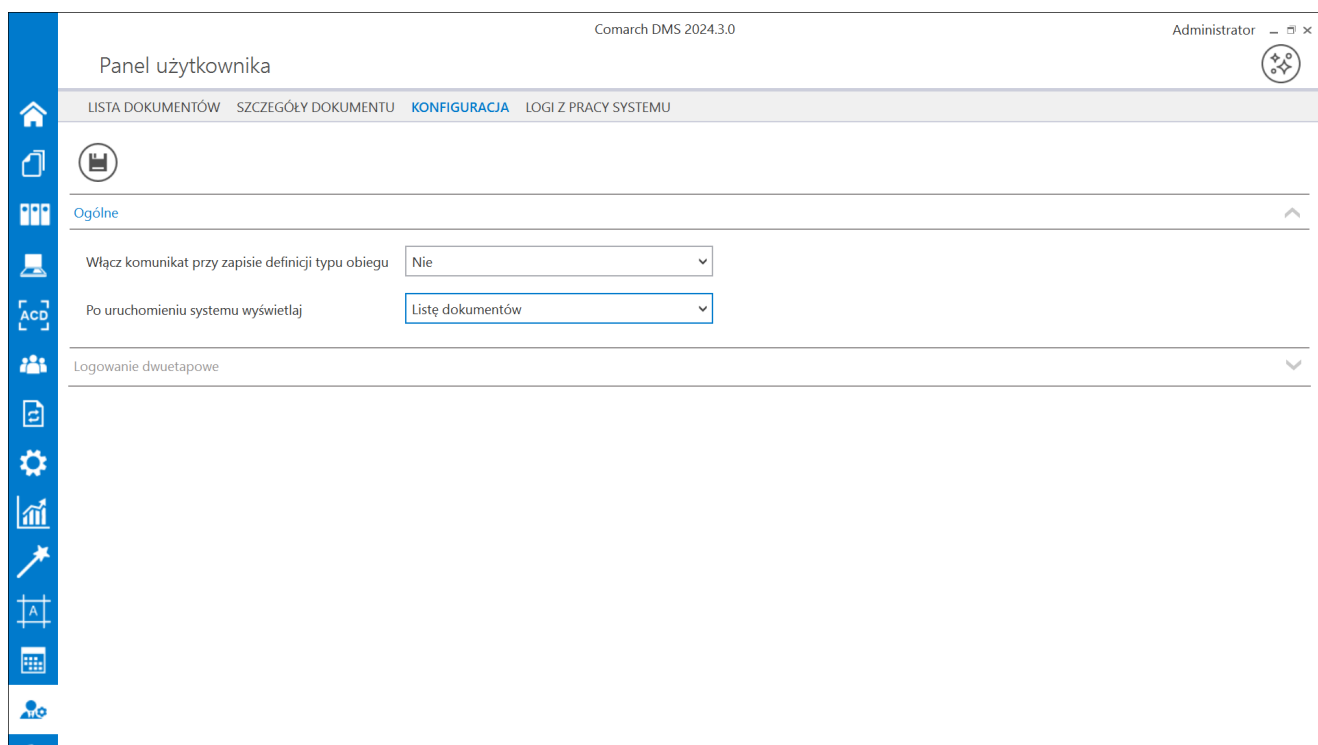 Comarch DMS 2024.3.0
Administrator
Panel użytkownika
LISTA DOKUMENTÓW SZCZEGÓŁY DOKUMENTU KONFIGURACJA LOGI Z PRACY SYSTEMU
Ogólne
Włącz komunikat przy zapisie definicji typu obiegu Nie
Po uruchomieniu systemu wyświetlaj Listę dokumentów
Logowanie dwuetapowe
ACD
A